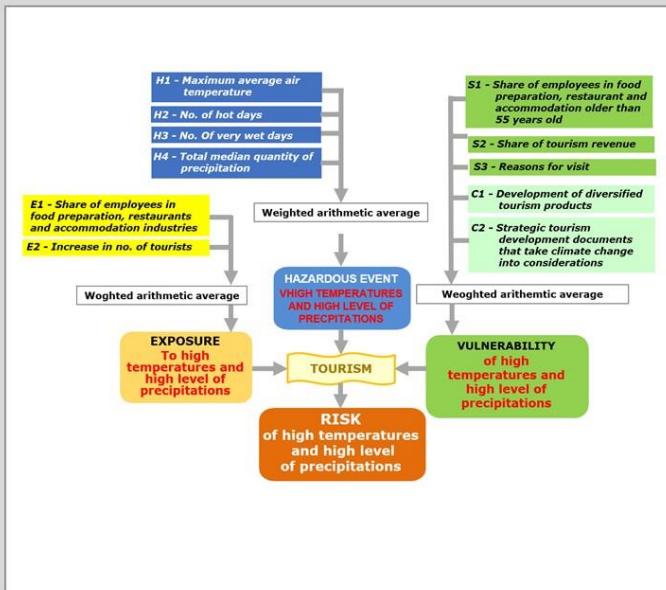 H1 - Maximum average air
temperature
H2 - No. of hot days
H3 - No. Of very wet days
H4 - Total median quantity of
precipitation
S1 - Share of employees in food
preparation, restaurant and
accommodation older than
55 years old
S2 - Share of tourism revenue
S3 - Reasons for visit
C1 - Development of diversified
tourism products
C2 - Strategic tourism
development documents
that take climate change
into considerations
E1 - Share of employees in
food preparation, restaurants
and accommodation industries
E2 - Increase in no. of tourists
Weighted arithmetic average
Woghted arithmetic average
Weoghted arithemtic average
HAZARDOUS EVENT
VHIGH TEMPERATURES
AND HIGH LEVEL OF
PRECPITATIONS
EXPOSURE
To high
temperatures and
high level of
precipitations
TOURISM
VULNERABILITY
of high
temperatures and
high level of
precipitations
RISK
of high temperatures
and high level
of precipitations